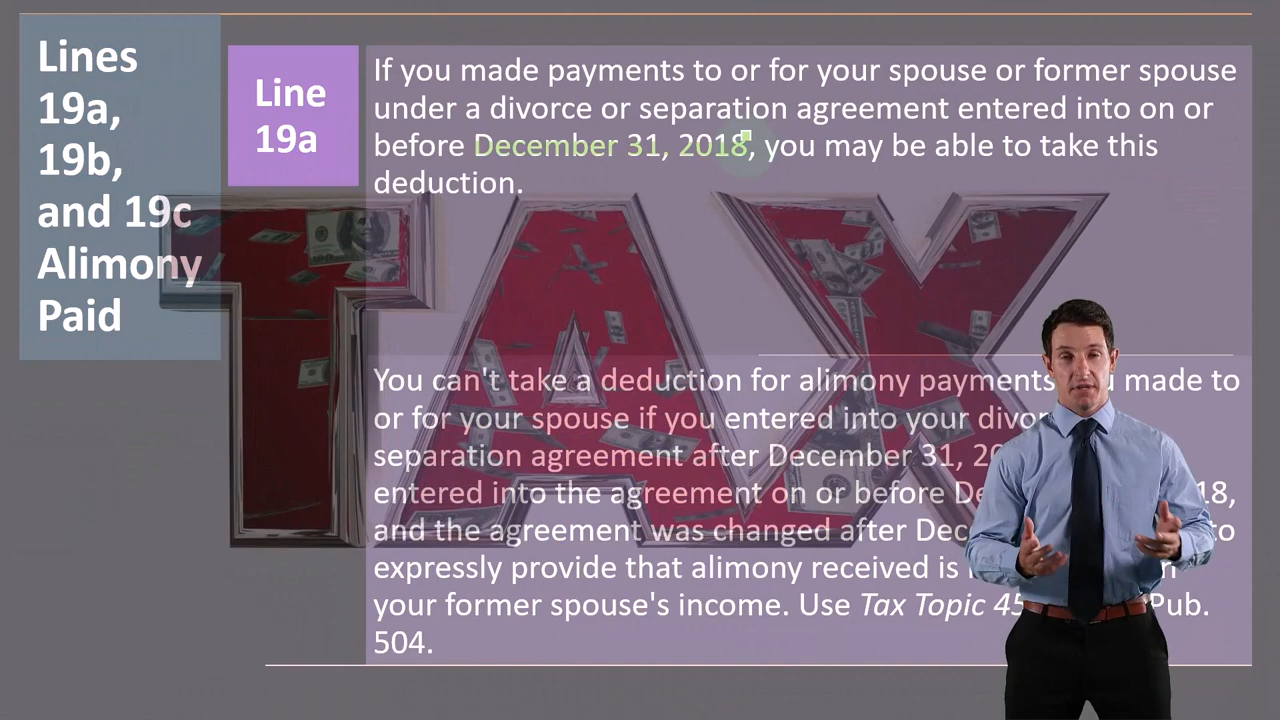 Lines
19a,
19b,
and 19c
Alimony
Paid
Line
19a
If you made payments to or for your spouse or former spouse
under a divorce or separation agreement entered into on or
before December 31, 2018, you may be able to take this
deduction.
TAX
You can't take a deduction for alimony payments made to
or for your spouse if you entered into your
separation agreement after December 31,
entered into the agreement on or before
and the agreement was changed after to
expressly provide that alimony received is
your former spouse's income. Use Tax Topic Pub.
504.